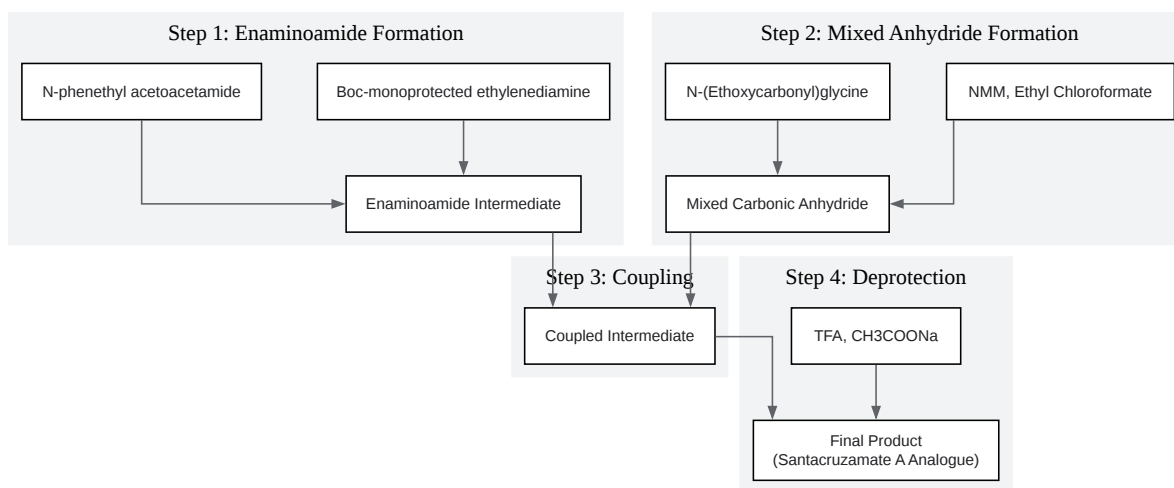 Step 1: Enaminoamide Formation
Step 2: Mixed Anhydride Formation
N-phenethyl acetoacetamide
Boc-monoprotected ethylenediamine
N-(Ethoxycarbonyl)glycine
NMM, Ethyl Chloroformate
Enaminoamide Intermediate
Mixed Carbonic Anhydride
Step 3: Coupling
Step 4: Deprotection
Coupled Intermediate
TFA, CH3COONa
Final Product
(Santacruzamate A Analogue)